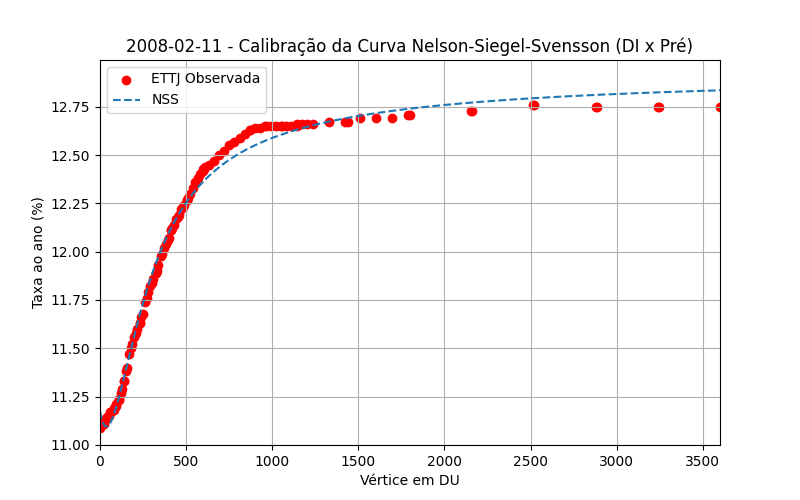 2008-02-11 - Calibração da Curva Nelson-Siegel-Svensson (DI x Pré)
ETTJ Observada
NSS
Taxa ao ano (%)
12.75
12.50
12.25
12.00
11.75
11.50
11.25
11.00
0 500 1000 1500 2000 2500 3000 3500
Vértice em DU